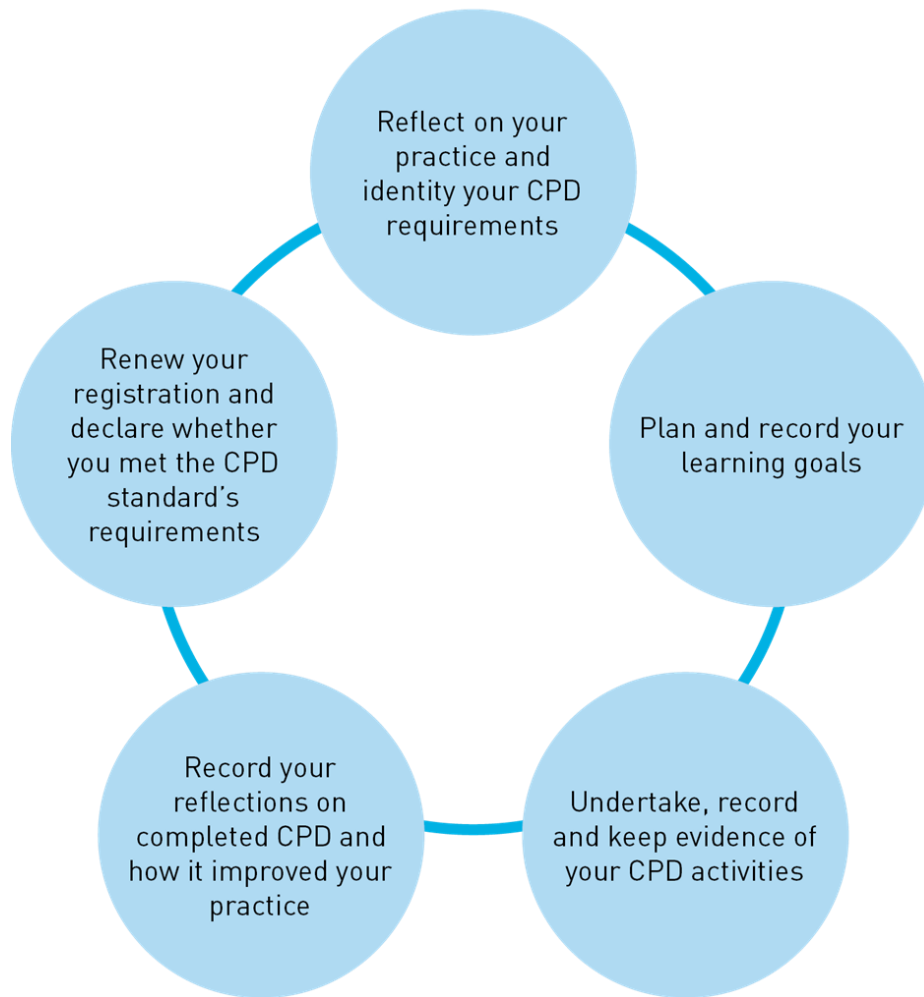 Reflect on your
practice and
identity your CPD
requirements
Plan and record your
learning goals
Undertake, record
and keep evidence of
your CPD activities
Record your
reflections on
completed CPD and
how it improved your
practice
Renew your
registration and
declare whether
you met the CPD
standard’s
requirements